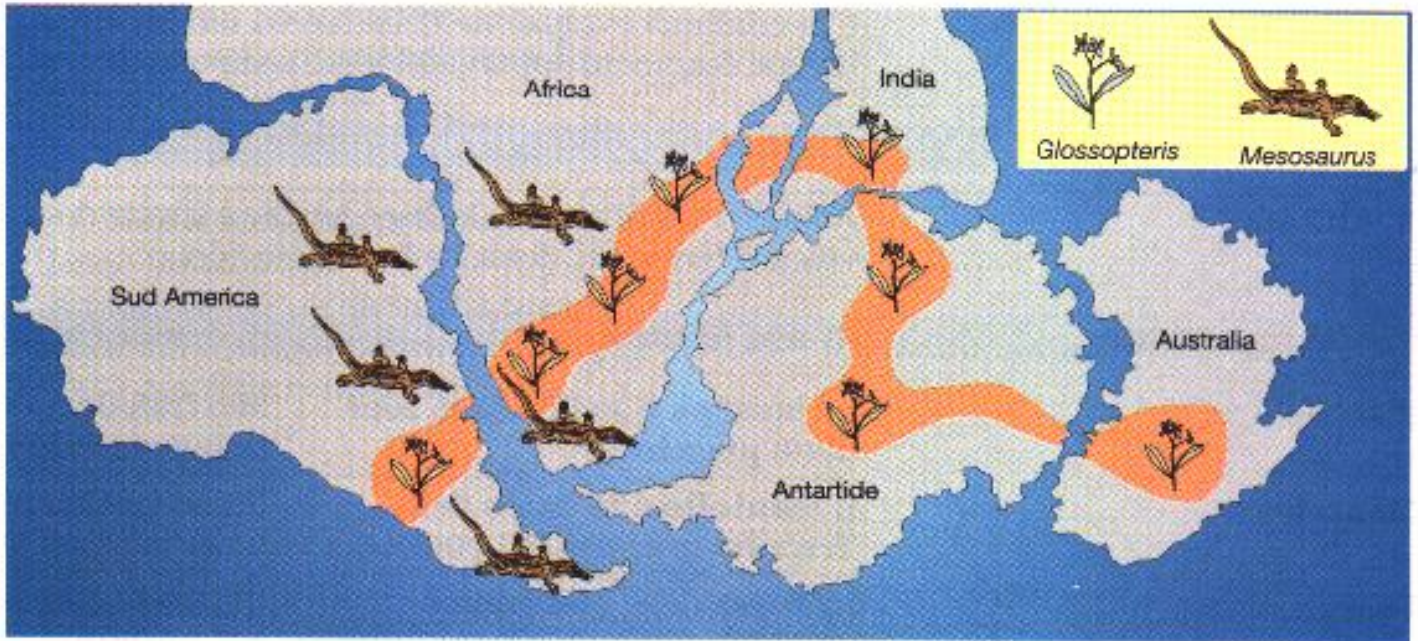 Africa
India
Glossopteris
Mesosaurus
Sud America
Australia
Antartide